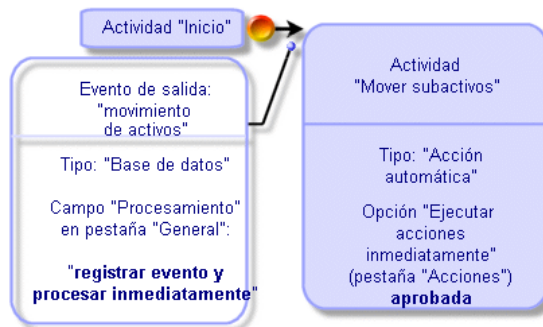 Actividad "Inicio"
Evento de salida:
"movimiento
de activos"
Tipo: "Base de datos"
Campo "Procesamiento"
en pestaña "General":
"registrar evento y
procesar inmediatamente"
Actividad
"Mover subactivos"
Tipo: "Acción
automática"
Opción "Ejecutar
acciones
inmediatamente"
(pestaña "Acciones")
aprobada